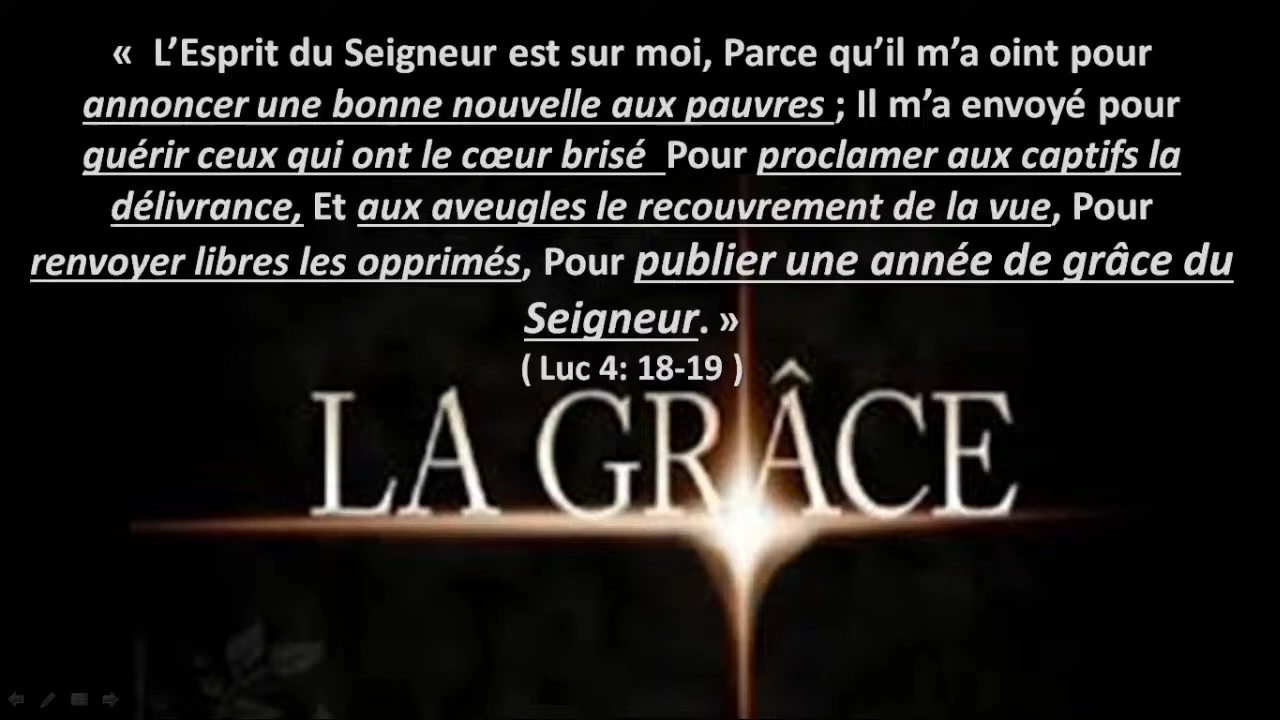 « L’Esprit du Seigneur est sur moi, Parce qu’il m’a oint pour
annoncer une bonne nouvelle aux pauvres ; Il m’a envoyé pour
guérir ceux qui ont le cœur brisé Pour proclamer aux captifs la
délivrance, Et aux aveugles le recouvrement de la vue, Pour
renvoyer libres les opprimés, Pour publier une année de grâce du
Seigneur. »
( Luc 4: 18-19 )
LA GRÂCE